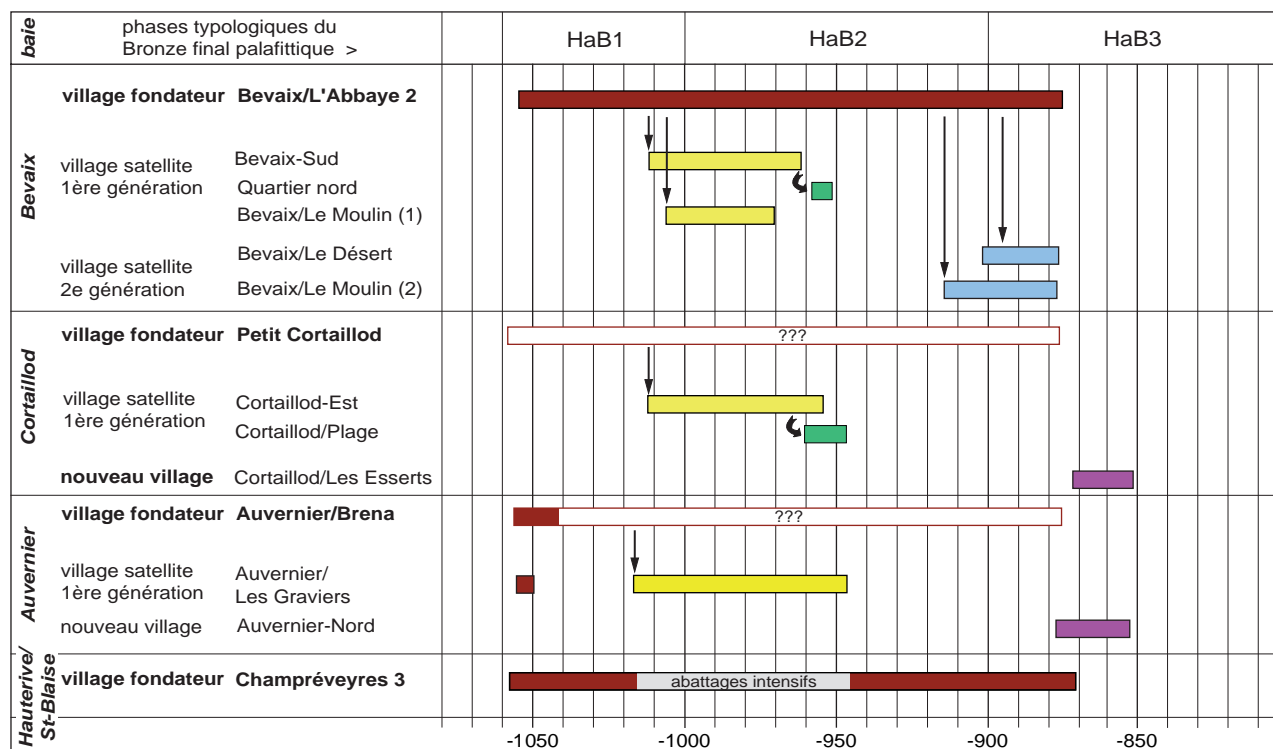 baie
phases typologiques du
Bronze final palafittique >
HaB1
HaB2
HaB3
Bevaix
village fondateur Bevaix/L'Abbaye 2
village satellite
1ère génération
Bevaix-Sud
Quartier nord
Bevaix/Le Moulin (1)
village satellite
2e génération
Bevaix/Le Désert
Bevaix/Le Moulin (2)
Cortaillod
village fondateur Petit Cortaillod
???
village satellite
1ère génération
Cortaillod-Est
Cortaillod/Plage
nouveau village Cortaillod/Les Esserts
Auvernier
village fondateur Auvernier/Brena
???
village satellite
1ère génération
Auvernier/
Les Graviers
nouveau village Auvernier-Nord
Hauterive/
St-Blaise
village fondateur Champréveyres 3
abattages intensifs
-1050 -1000 -950 -900 -850